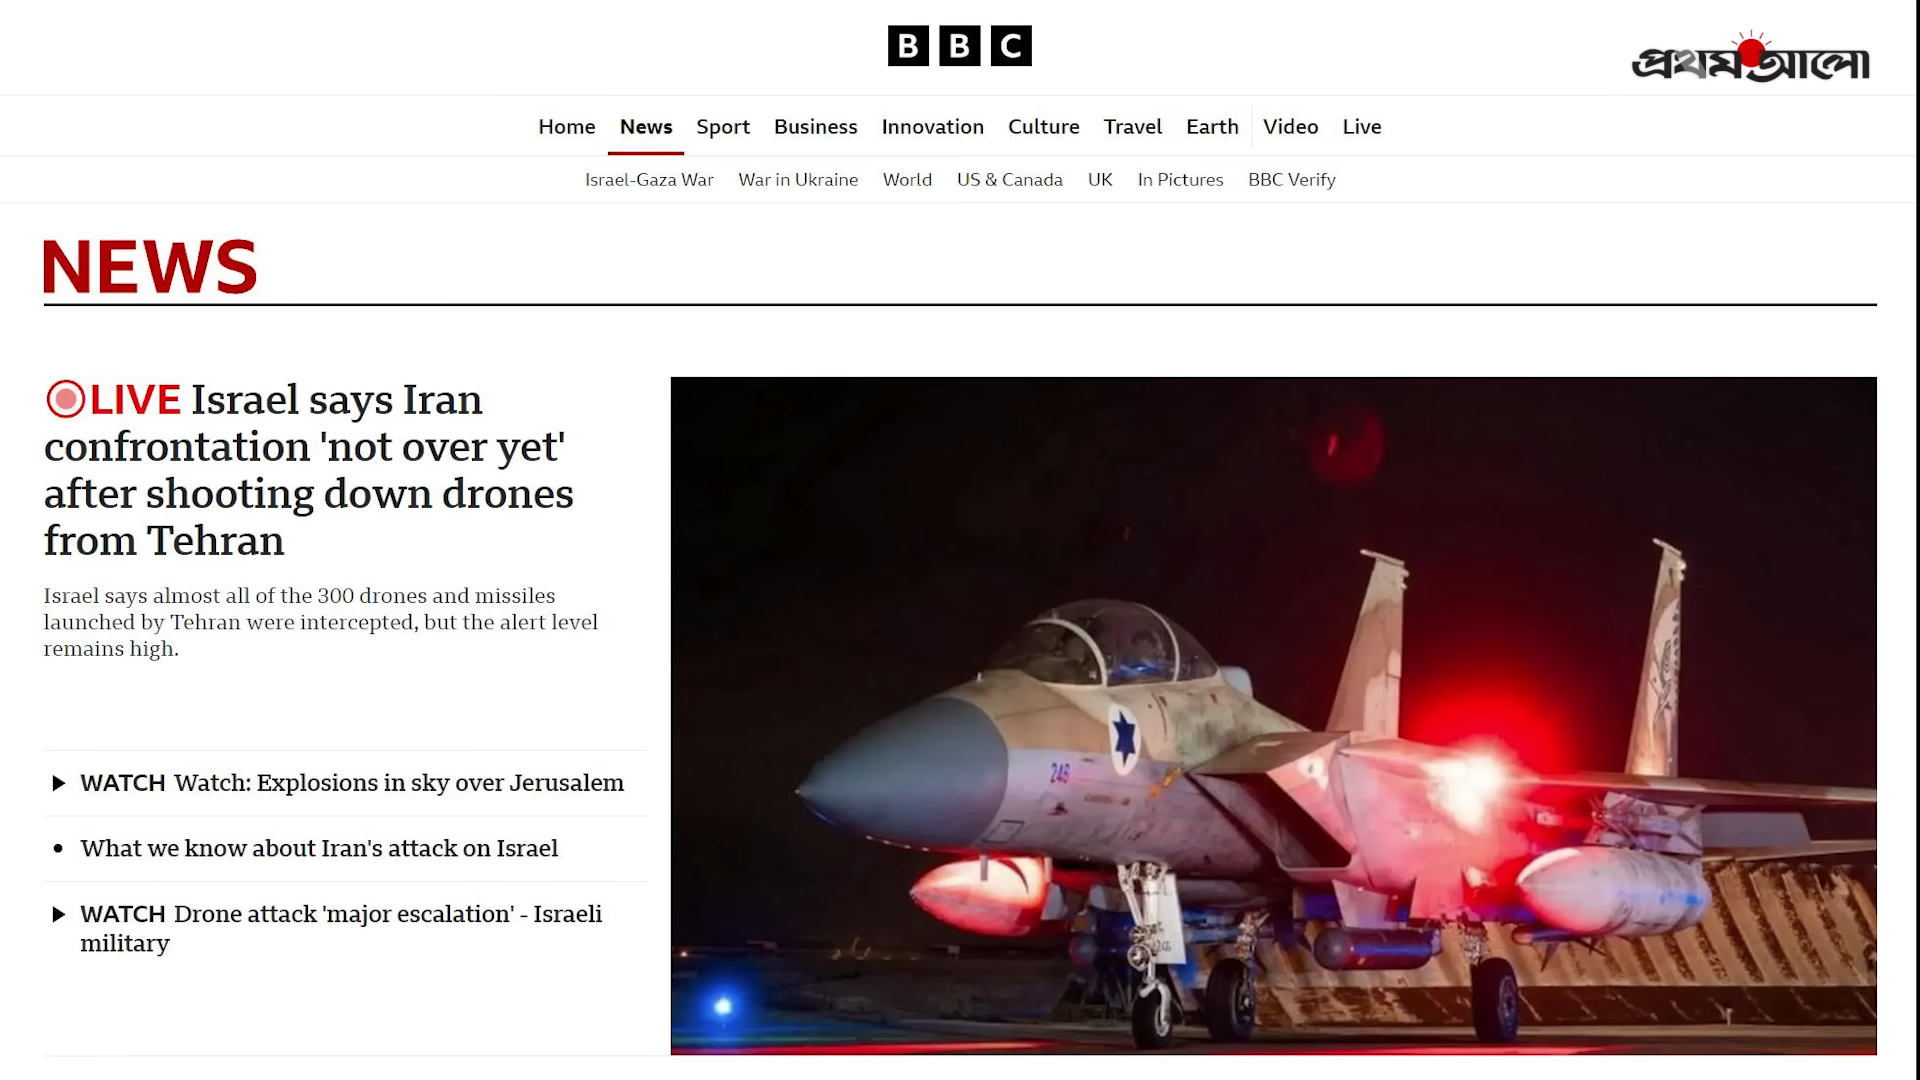 BBC
প্রথম আলো
Home News Sport Business Innovation Culture Travel Earth Video Live
Israel-Gaza War War in Ukraine World US & Canada UK In Pictures BBC Verify
NEWS
LIVE Israel says Iran
confrontation 'not over yet'
after shooting down drones
from Tehran
Israel says almost all of the 300 drones and missiles
launched by Tehran were intercepted, but the alert level
remains high.
WATCH Watch: Explosions in sky over Jerusalem
What we know about Iran's attack on Israel
WATCH Drone attack 'major escalation' - Israeli
military
246